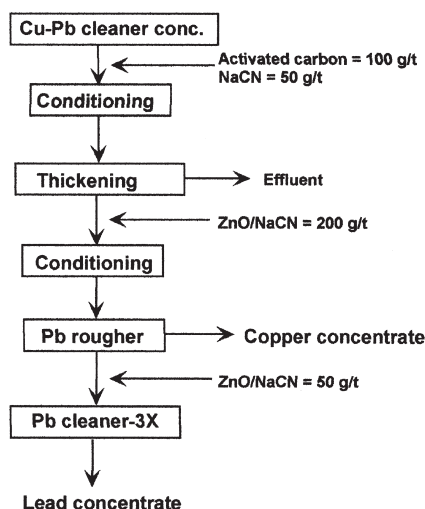 Cu-Pb cleaner conc.
Activated carbon = 100 g/t
NaCN = 50 g/t
Conditioning
Thickening
Effluent
ZnO/NaCN = 200 g/t
Conditioning
Pb rougher
Copper concentrate
ZnO/NaCN = 50 g/t
Pb cleaner-3X
Lead concentrate